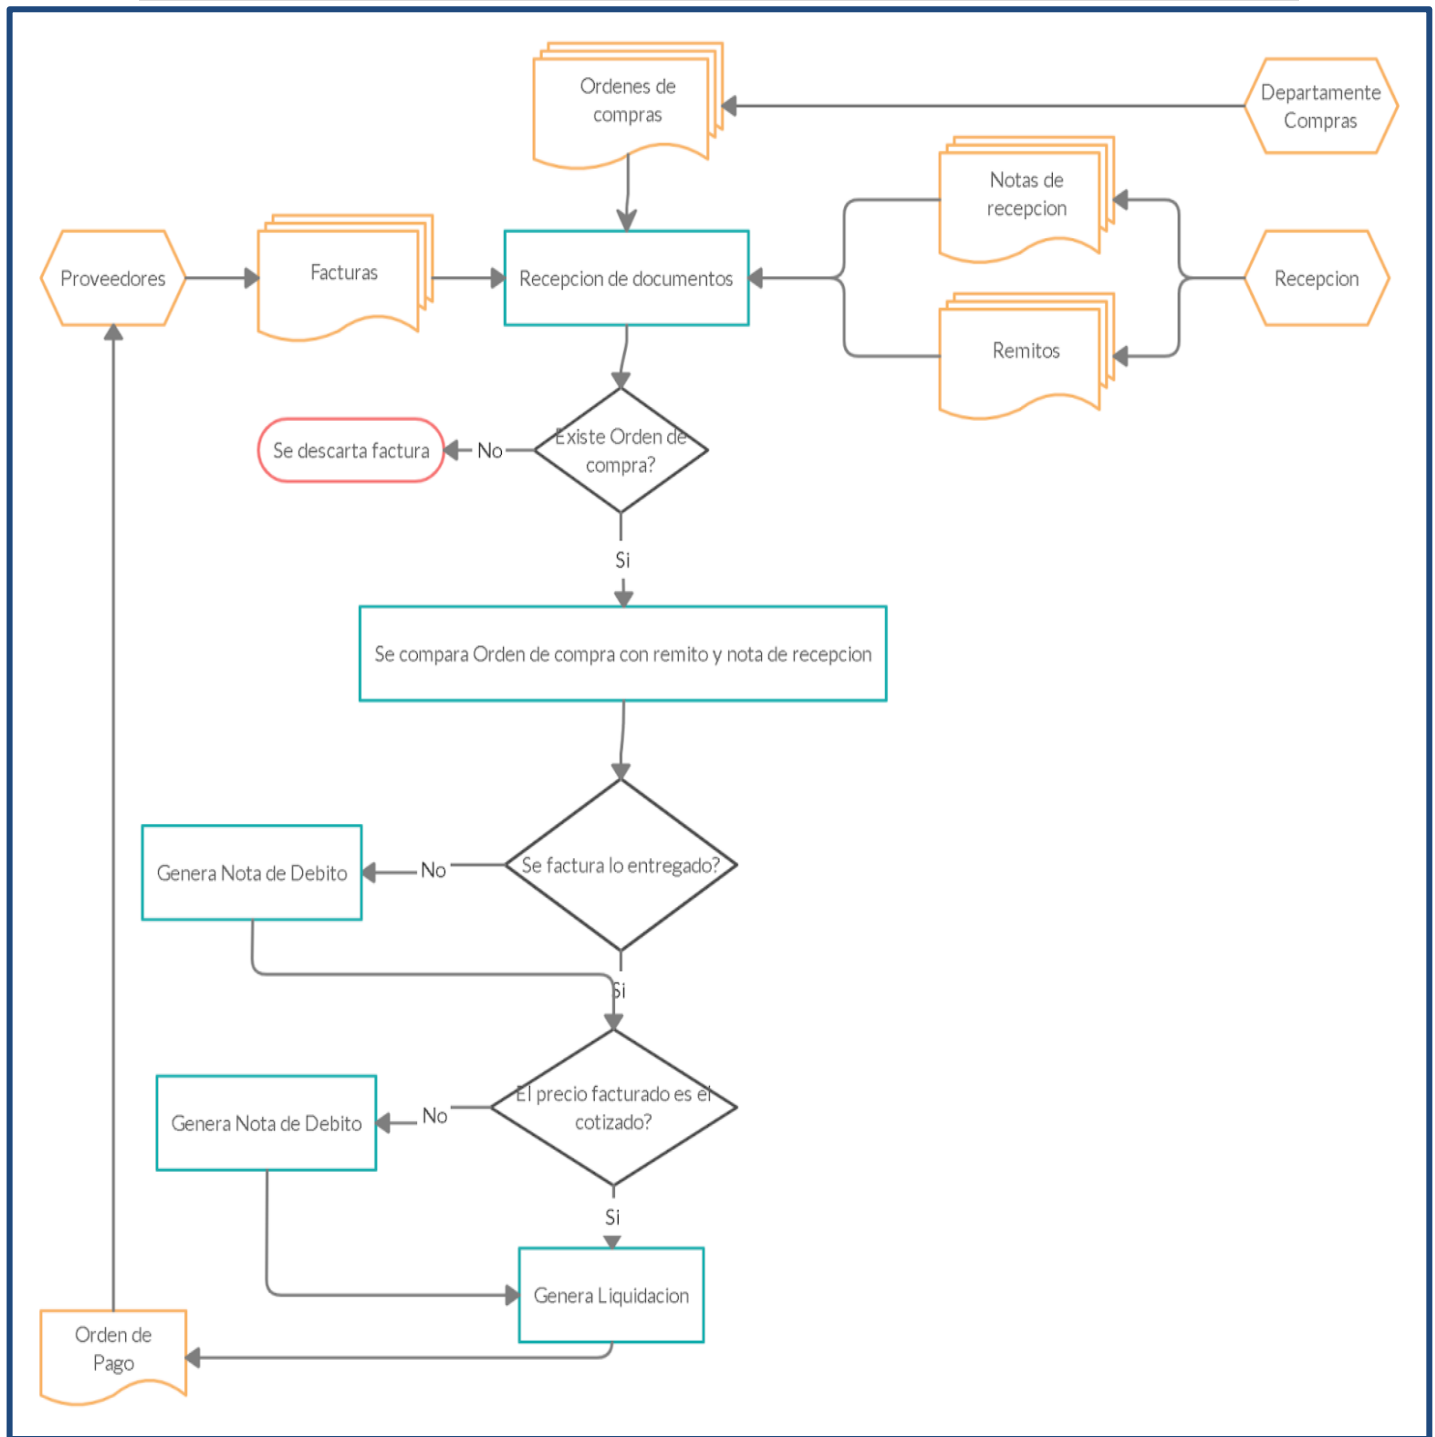 Ordenes de
compras
Departamente
Compras
Notas de
recepcion
Proveedores
Facturas
Recepcion de documentos
Recepcion
Remitos
Se descarta factura
No
Existe Orden de
compra?
Si
Se compara Orden de compra con remito y nota de recepcion
Genera Nota de Debito
No
Se factura lo entregado?
Si
El precio facturado es el
cotizado?
No
Genera Nota de Debito
Si
Genera Liquidacion
Orden de
Pago